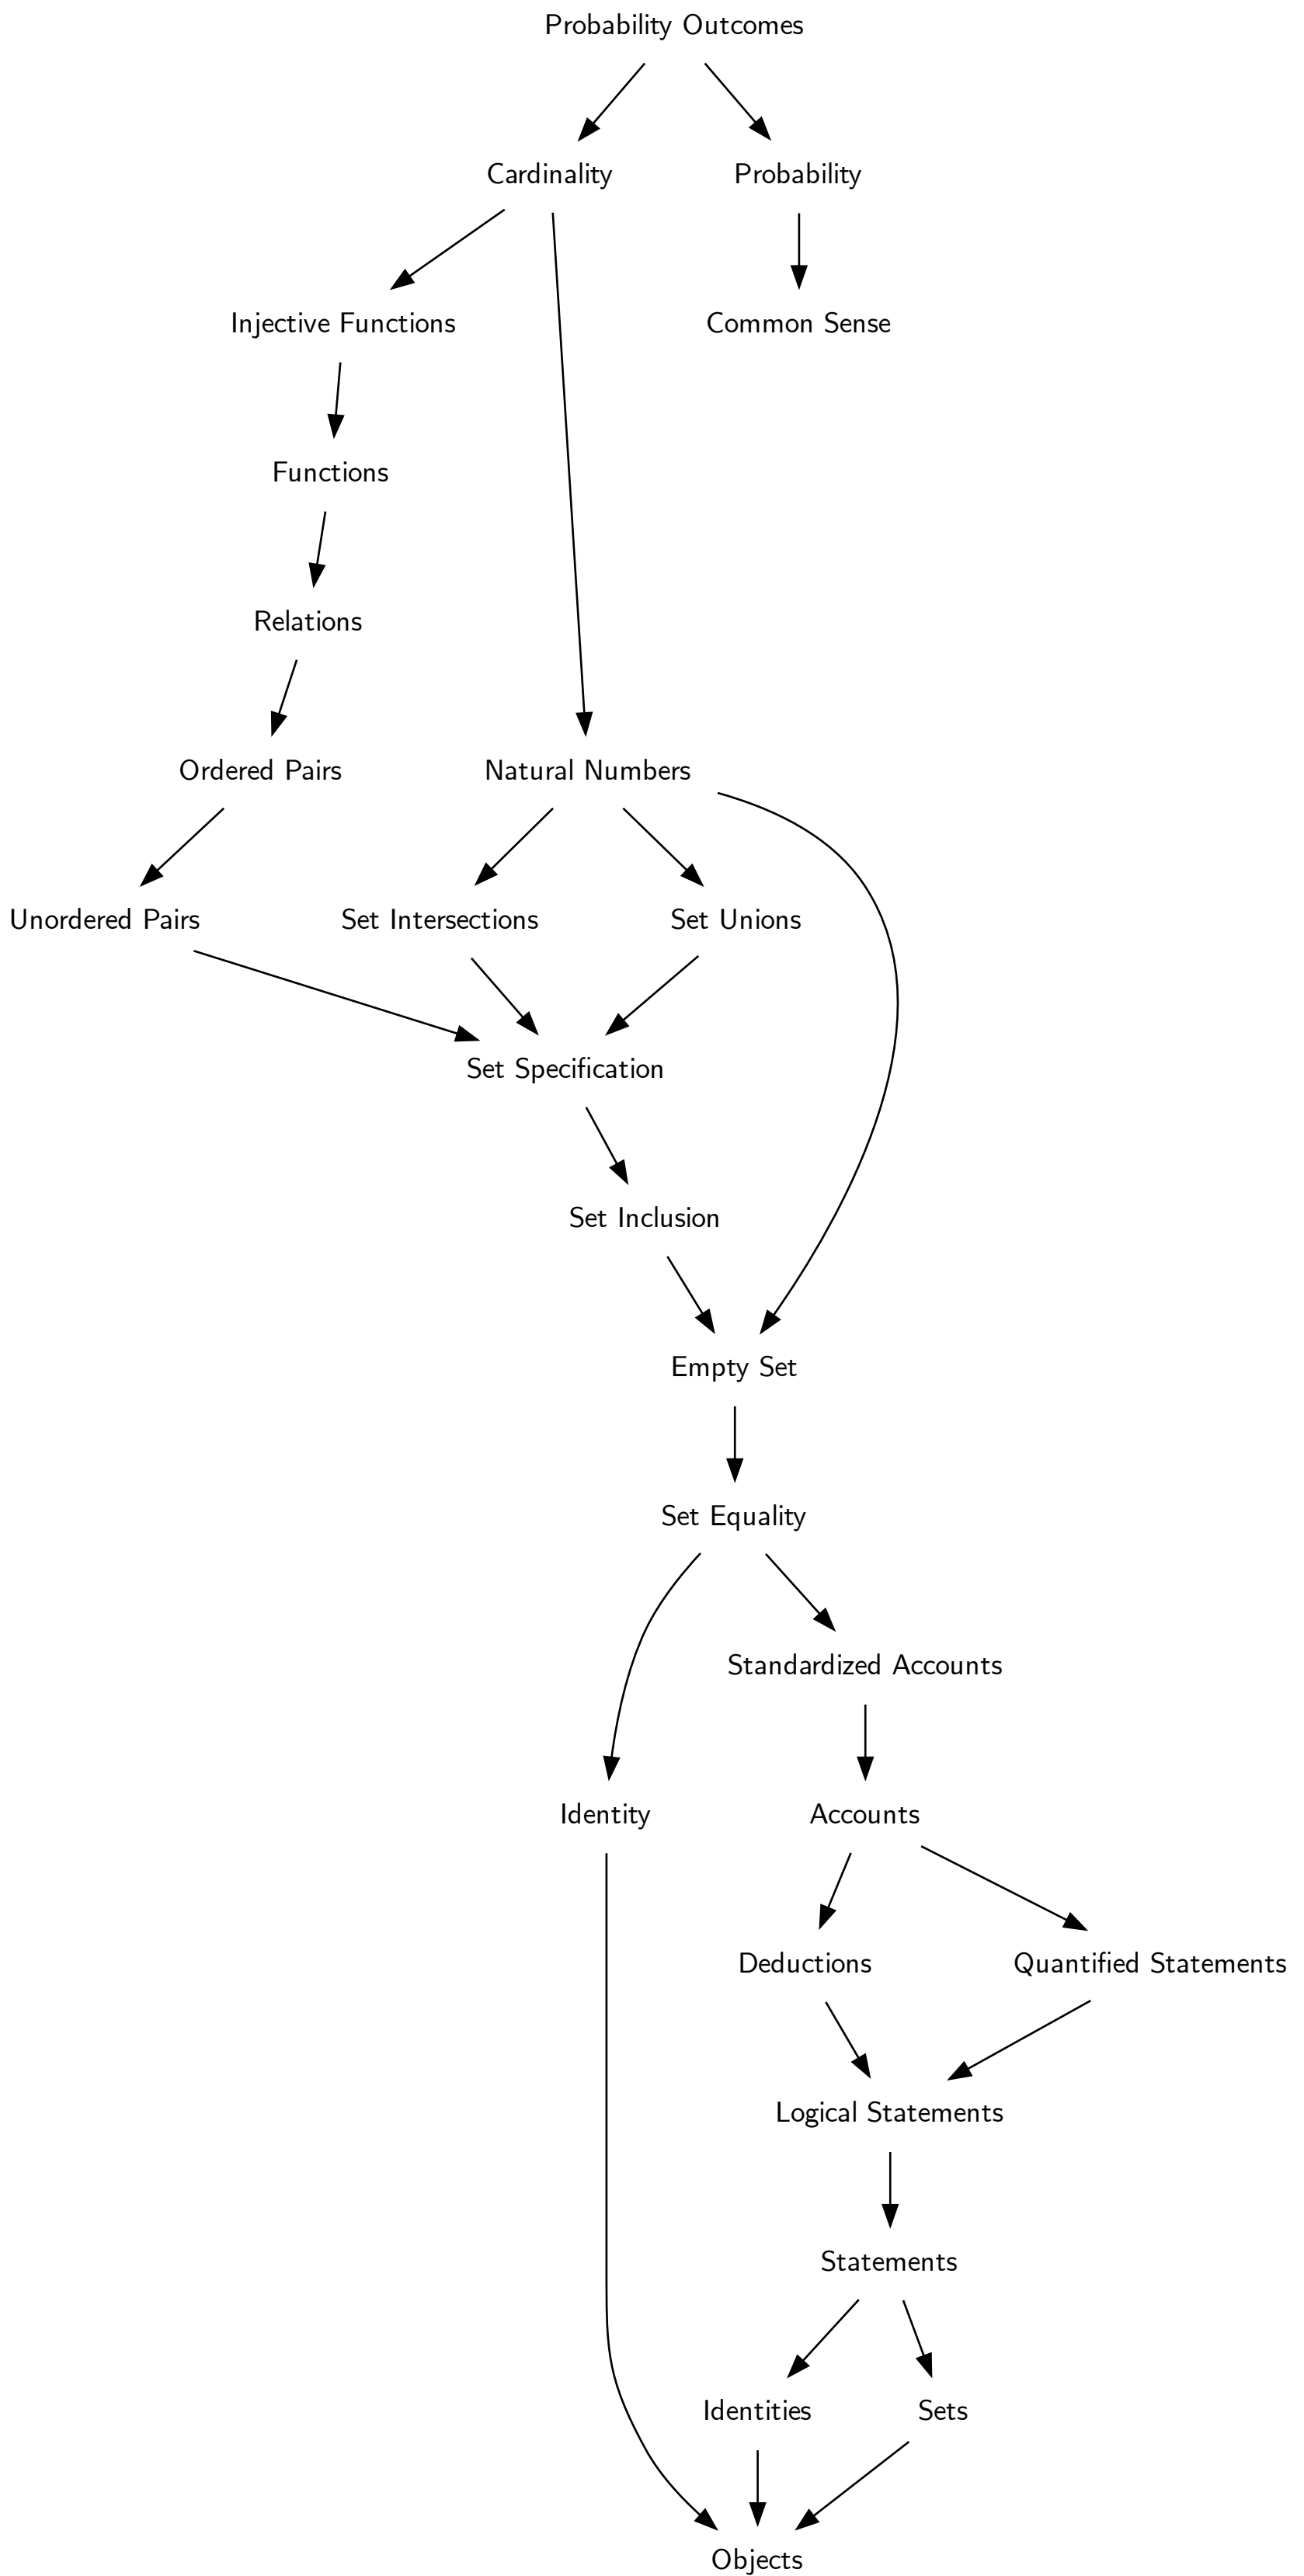 Probability Outcomes
Cardinality
Probability
Injective Functions
Common Sense
Functions
Relations
Ordered Pairs
Natural Numbers
Unordered Pairs
Set Intersections
Set Unions
Set Specification
Set Inclusion
Empty Set
Set Equality
Standardized Accounts
Identity
Accounts
Deductions
Quantified Statements
Logical Statements
Statements
Identities
Sets
Objects